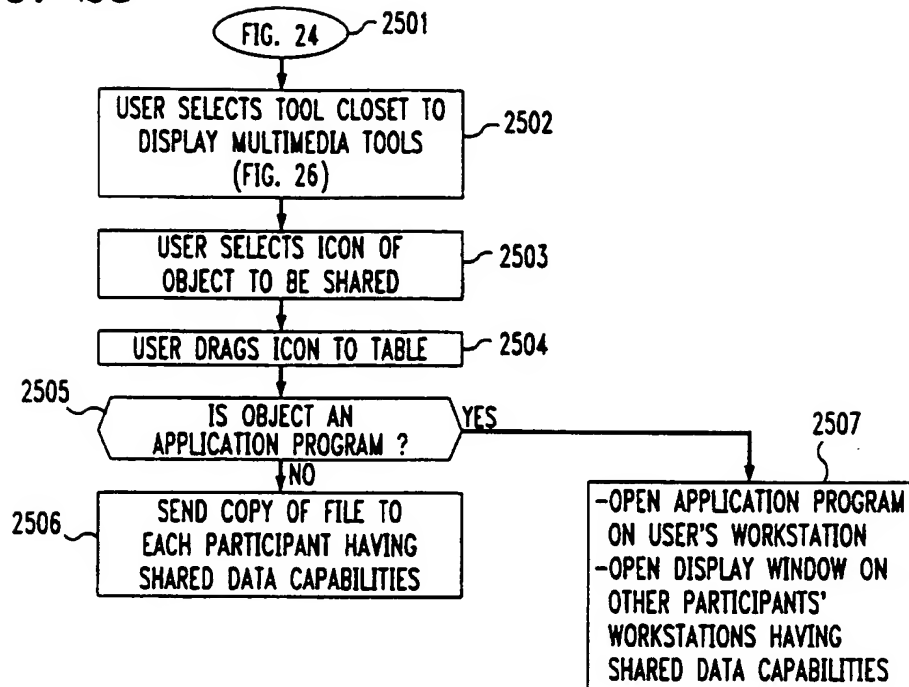 FIG. 24
2501
USER SELECTS TOOL CLOSET TO
DISPLAY MULTIMEDIA TOOLS
(FIG. 26)
2502
USER SELECTS ICON OF
OBJECT TO BE SHARED
2503
USER DRAGS ICON TO TABLE
2504
2505
IS OBJECT AN
APPLICATION PROGRAM ?
YES
NO
2506
SEND COPY OF FILE TO
EACH PARTICIPANT HAVING
SHARED DATA CAPABILITIES
2507
-OPEN APPLICATION PROGRAM
ON USER'S WORKSTATION
-OPEN DISPLAY WINDOW ON
OTHER PARTICIPANTS'
WORKSTATIONS HAVING
SHARED DATA CAPABILITIES